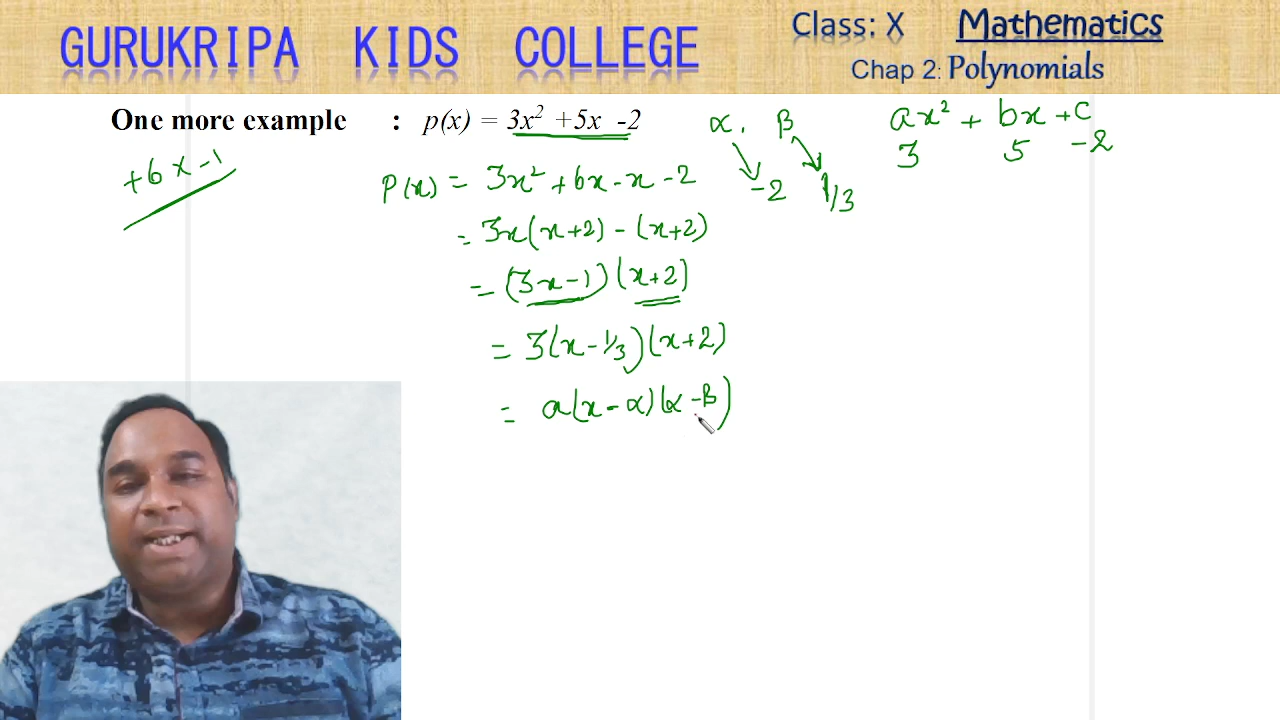 GURUKRIPA KIDS COLLEGE
Class: X Mathematics
Chap 2: Polynomials
One more example : p(x) = 3x² +5x -2
α, β
ax² + bx + c
3 5 -2
-2 1/3
+6 x -1
P(x) = 3x² + 6x - x - 2
= 3x(x+2) - (x+2)
= (3x-1)(x+2)
= 3(x-1/3)(x+2)
= a(x-α)(α-β)